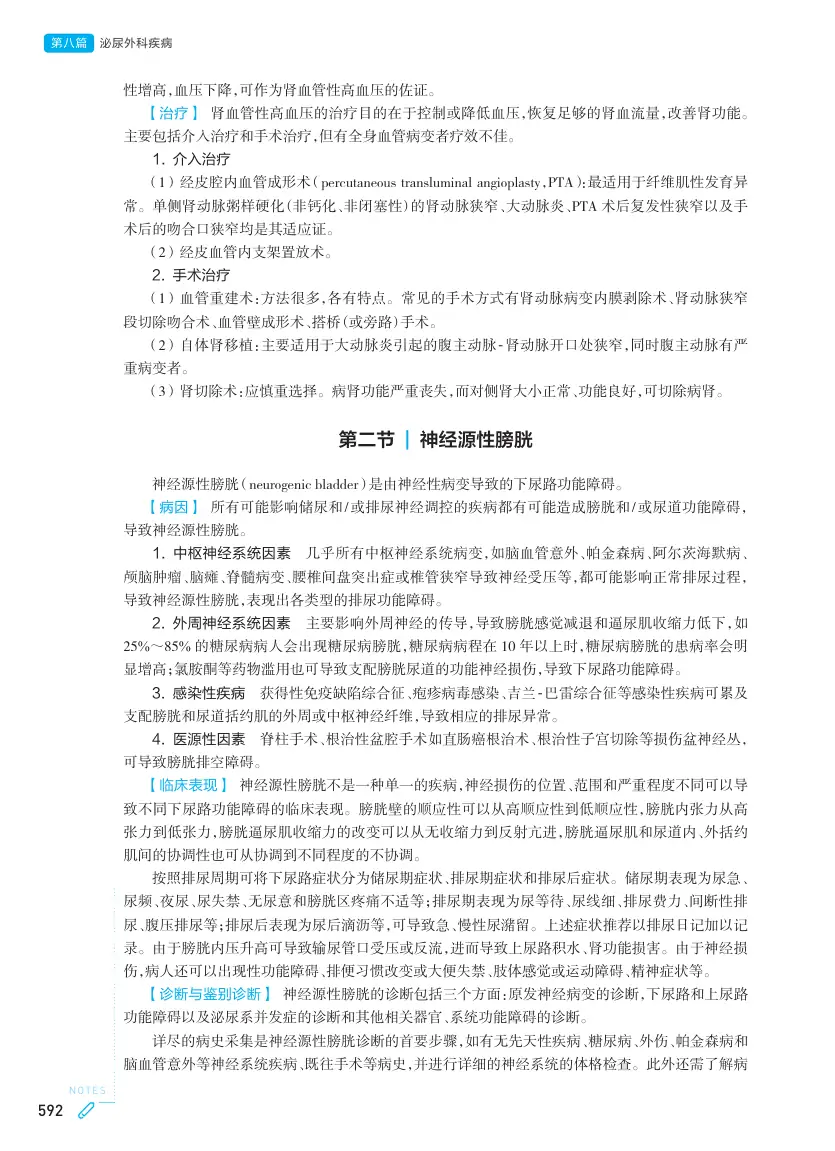 第八篇 泌尿外科疾病
性增高，血压下降，可作为肾血管性高血压的佐证。
【治疗】 肾血管性高血压的治疗目的在于控制或降低血压，恢复足够的肾血流量，改善肾功能。
主要包括介入治疗和手术治疗，但有全身血管病变者疗效不佳。
1. 介入治疗
（1）经皮腔内血管成形术（percutaneous transluminal angioplasty，PTA）：最适用于纤维肌性发育异
常。单侧肾动脉粥样硬化（非钙化、非闭塞性）的肾动脉狭窄、大动脉炎、PTA 术后复发性狭窄以及手
术后的吻合口狭窄均是其适应证。
（2）经皮血管内支架置放术。
2. 手术治疗
（1）血管重建术：方法很多，各有特点。常见的手术方式有肾动脉病变内膜剥除术、肾动脉狭窄
段切除吻合术、血管壁成形术、搭桥（或旁路）手术。
（2）自体肾移植：主要适用于大动脉炎引起的腹主动脉-肾动脉开口处狭窄，同时腹主动脉有严
重病变者。
（3）肾切除术：应慎重选择。病肾功能严重丧失，而对侧肾大小正常、功能良好，可切除病肾。
第二节 | 神经源性膀胱
神经源性膀胱（neurogenic bladder）是由神经性病变导致的下尿路功能障碍。
【病因】 所有可能影响储尿和/或排尿神经调控的疾病都有可能造成膀胱和/或尿道功能障碍，
导致神经源性膀胱。
1. 中枢神经系统因素 几乎所有中枢神经系统病变，如脑血管意外、帕金森病、阿尔茨海默病、
颅脑肿瘤、脑瘫、脊髓病变、腰椎间盘突出症或椎管狭窄导致神经受压等，都可能影响正常排尿过程，
导致神经源性膀胱，表现出各类型的排尿功能障碍。
2. 外周神经系统因素 主要影响外周神经的传导，导致膀胱感觉减退和逼尿肌收缩力低下，如
25%～85% 的糖尿病病人会出现糖尿病膀胱，糖尿病病程在 10 年以上时，糖尿病膀胱的患病率会明
显增高；氯胺酮等药物滥用也可导致支配膀胱尿道的功能神经损伤，导致下尿路功能障碍。
3. 感染性疾病 获得性免疫缺陷综合征、疱疹病毒感染、吉兰-巴雷综合征等感染性疾病可累及
支配膀胱和尿道括约肌的外周或中枢神经纤维，导致相应的排尿异常。
4. 医源性因素 脊柱手术、根治性盆腔手术如直肠癌根治术、根治性子宫切除等损伤盆神经丛，
可导致膀胱排空障碍。
【临床表现】 神经源性膀胱不是一种单一的疾病，神经损伤的位置、范围和严重程度不同可以导
致不同下尿路功能障碍的临床表现。膀胱壁的顺应性可以从高顺应性到低顺应性，膀胱内张力从高
张力到低张力，膀胱逼尿肌收缩力的改变可以从无收缩力到反射亢进，膀胱逼尿肌和尿道内、外括约
肌间的协调性也可从协调到不同程度的不协调。
按照排尿周期可将下尿路症状分为储尿期症状、排尿期症状和排尿后症状。储尿期表现为尿急、
尿频、夜尿、尿失禁、无尿意和膀胱区疼痛不适等；排尿期表现为尿等待、尿线细、排尿费力、间断性排
尿、腹压排尿等；排尿后表现为尿后滴沥等，可导致急、慢性尿潴留。上述症状推荐以排尿日记加以记
录。由于膀胱内压升高可导致输尿管口受压或反流，进而导致上尿路积水、肾功能损害。由于神经损
伤，病人还可以出现性功能障碍、排便习惯改变或大便失禁、肢体感觉或运动障碍、精神症状等。
【诊断与鉴别诊断】 神经源性膀胱的诊断包括三个方面：原发神经病变的诊断，下尿路和上尿路
功能障碍以及泌尿系并发症的诊断和其他相关器官、系统功能障碍的诊断。
详尽的病史采集是神经源性膀胱诊断的首要步骤，如有无先天性疾病、糖尿病、外伤、帕金森病和
脑血管意外等神经系统疾病、既往手术等病史，并进行详细的神经系统的体格检查。此外还需了解病
NOTES
592